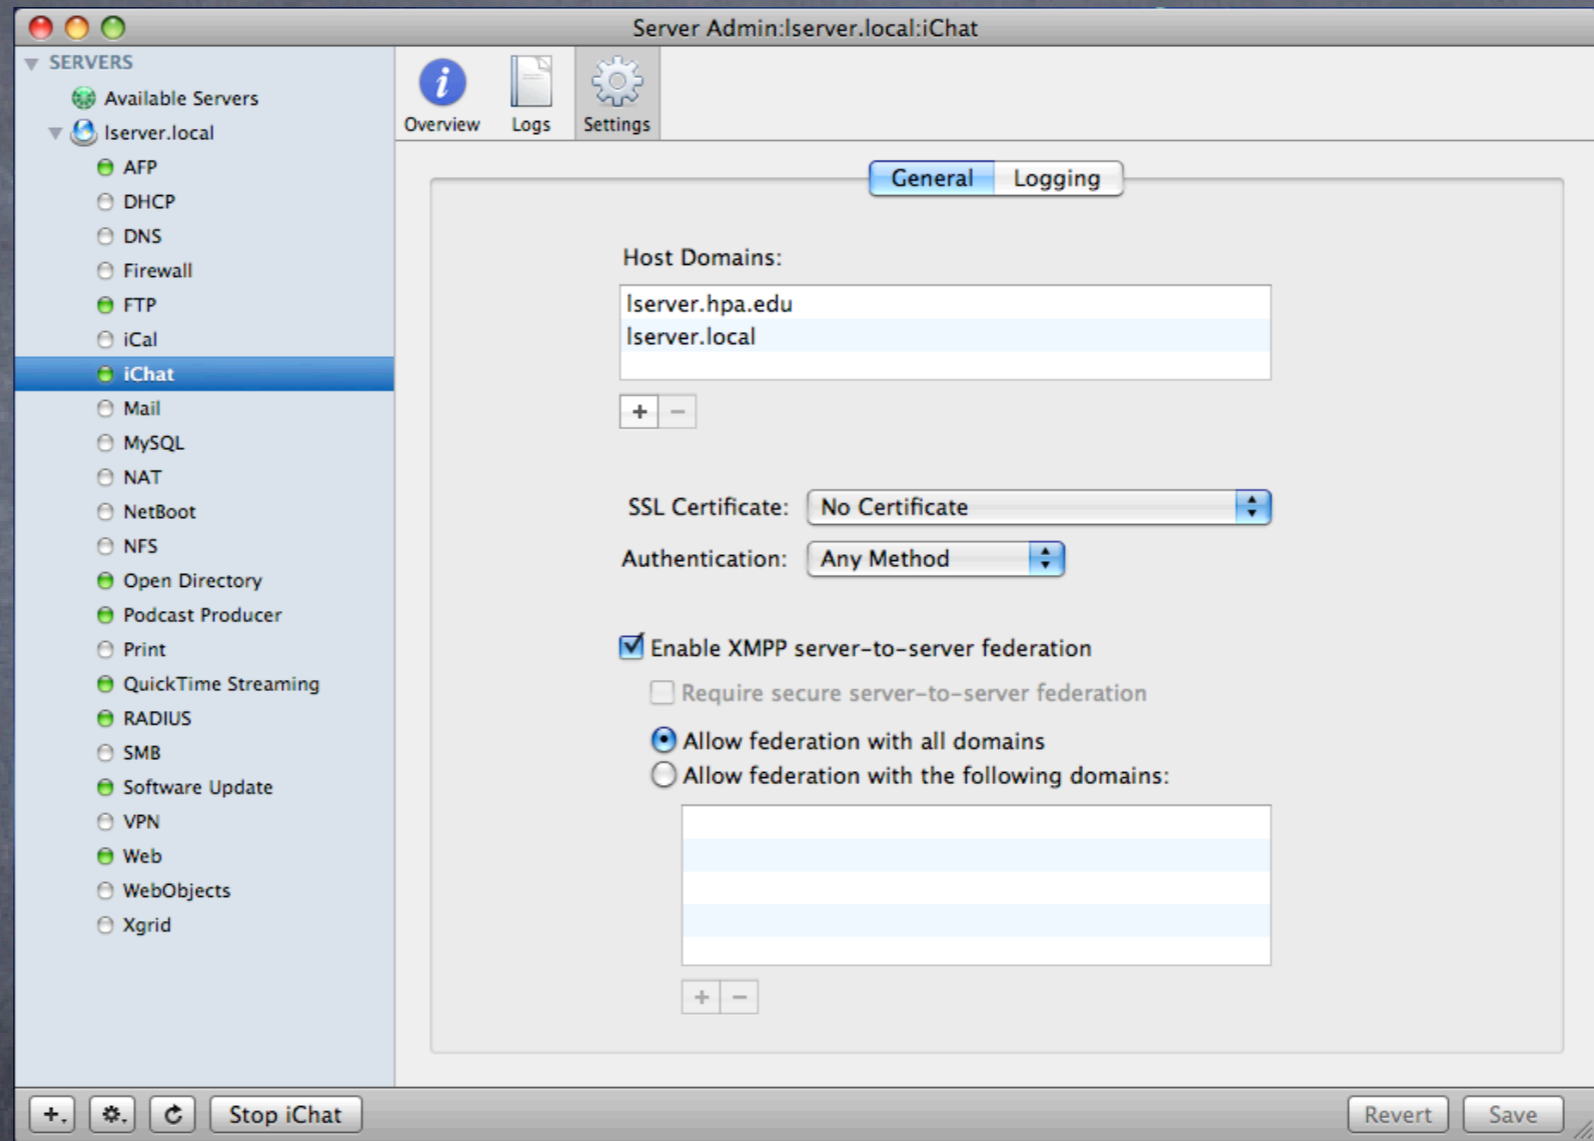 Server Admin:lserver.local:iChat
SERVERS
Available Servers
lserver.local
AFP
DHCP
DNS
Firewall
FTP
iCal
iChat
Mail
MySQL
NAT
NetBoot
NFS
Open Directory
Podcast Producer
Print
QuickTime Streaming
RADIUS
SMB
Software Update
VPN
Web
WebObjects
Xgrid
Overview Logs Settings
General Logging
Host Domains:
lserver.hpa.edu
lserver.local
SSL Certificate: No Certificate
Authentication: Any Method
Enable XMPP server-to-server federation
Require secure server-to-server federation
Allow federation with all domains
Allow federation with the following domains:
Stop iChat Revert Save